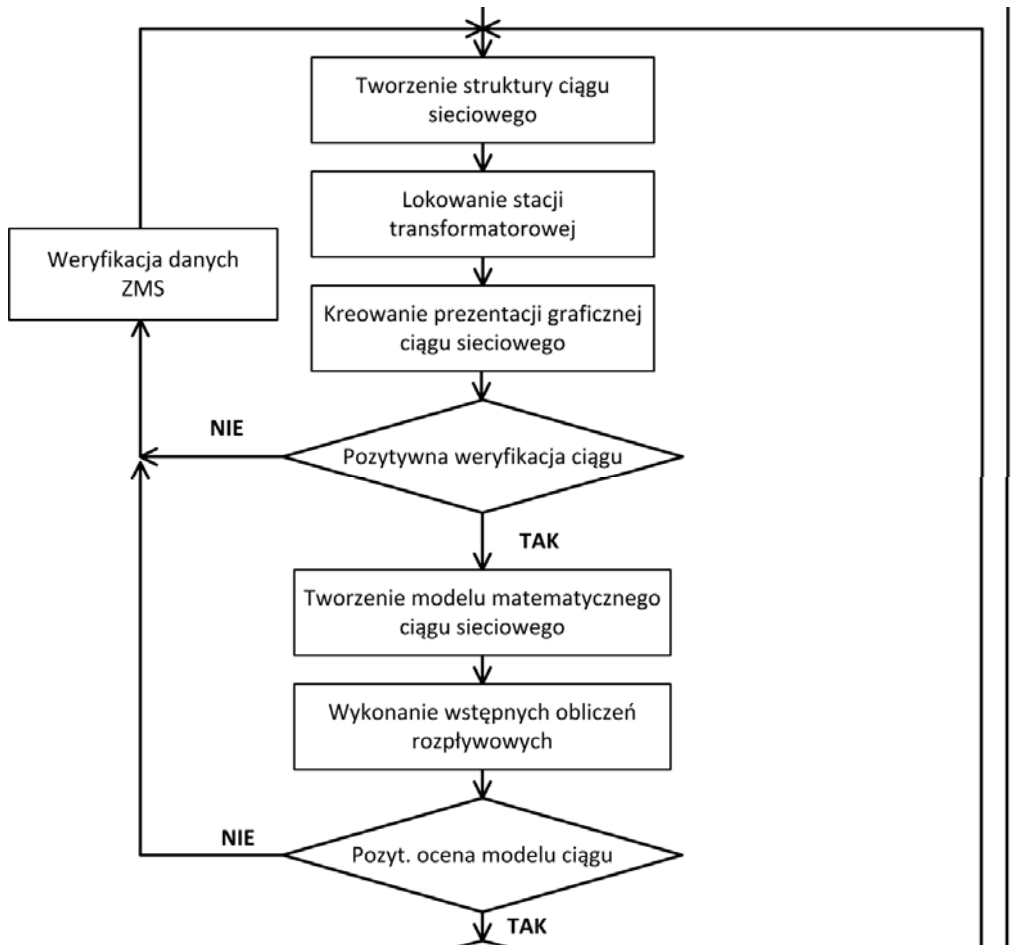 Tworzenie struktury ciągu
sieciowego
Lokowanie stacji
transformatorowej
Weryfikacja danych
ZMS
Kreowanie prezentacji graficznej
ciągu sieciowego
NIE
Pozytywna weryfikacja ciągu
TAK
Tworzenie modelu matematycznego
ciągu sieciowego
Wykonanie wstępnych obliczeń
rozpływowych
NIE
Pozyt. ocena modelu ciągu
TAK